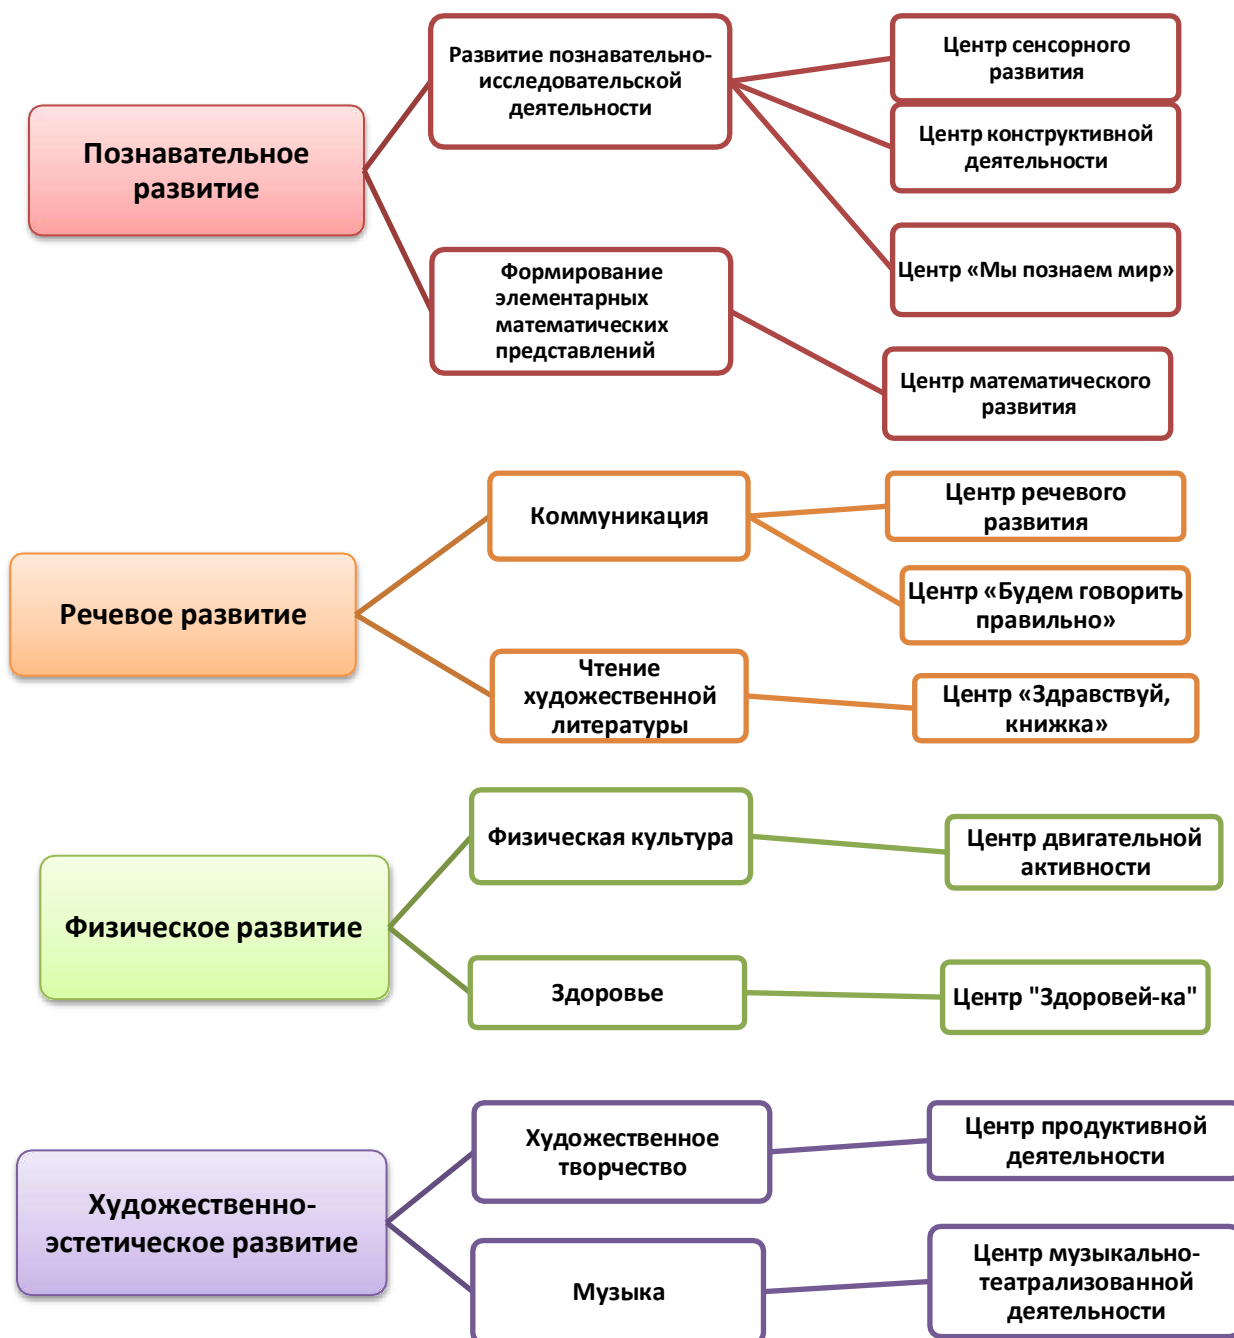 Познавательное
развитие
Развитие познавательно-
исследовательской
деятельности
Центр сенсорного
развития
Центр конструктивной
деятельности
Центр «Мы познаем мир»
Формирование
элементарных
математических
представлений
Центр математического
развития
Речевое развитие
Коммуникация
Центр речевого
развития
Центр «Будем говорить
правильно»
Чтение
художественной
литературы
Центр «Здравствуй,
книжка»
Физическое развитие
Физическая культура
Центр двигательной
активности
Здоровье
Центр "Здоровей-ка"
Художественно-
эстетическое развитие
Художественное
творчество
Центр продуктивной
деятельности
Музыка
Центр музыкально-
театрализованной
деятельности